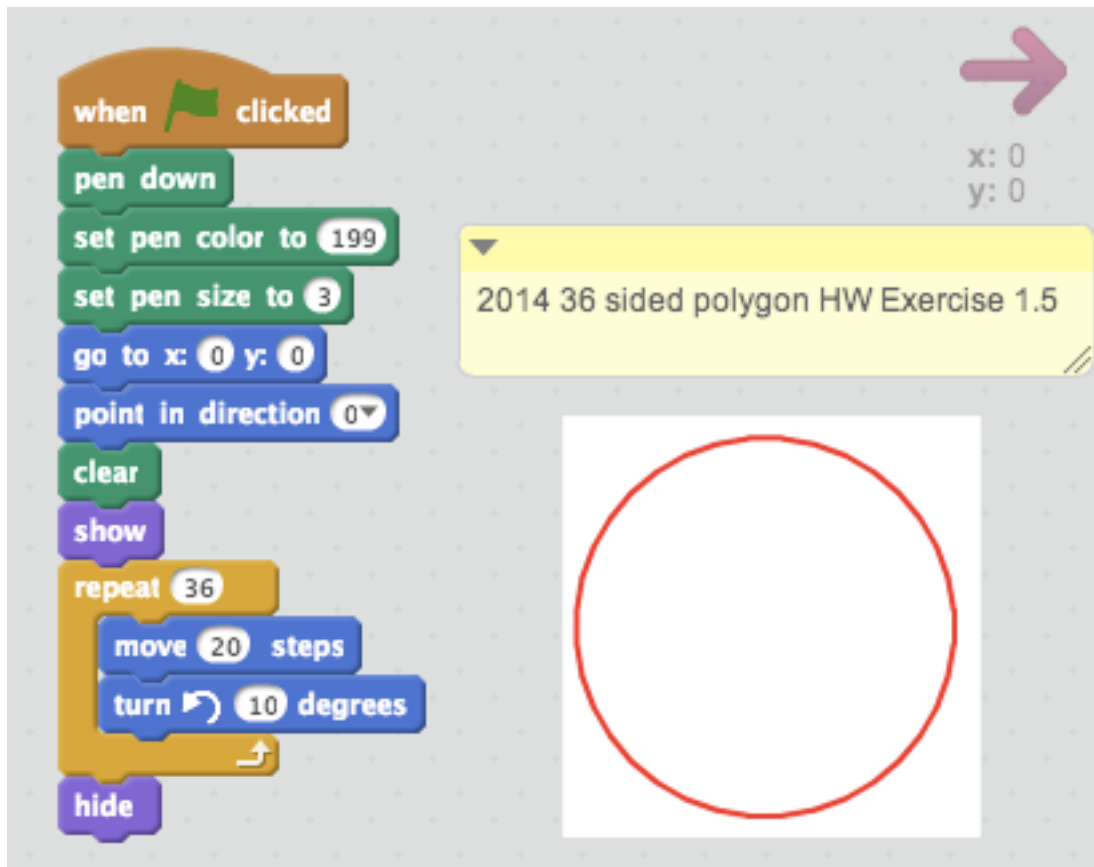 when clicked
pen down
set pen color to 199
set pen size to 3
go to x: 0 y: 0
point in direction 0
clear
show
repeat 36
move 20 steps
turn 10 degrees
hide
x: 0
y: 0
2014 36 sided polygon HW Exercise 1.5